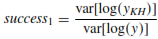 success₁ = var[log(y_KH)] / var[log(y)]